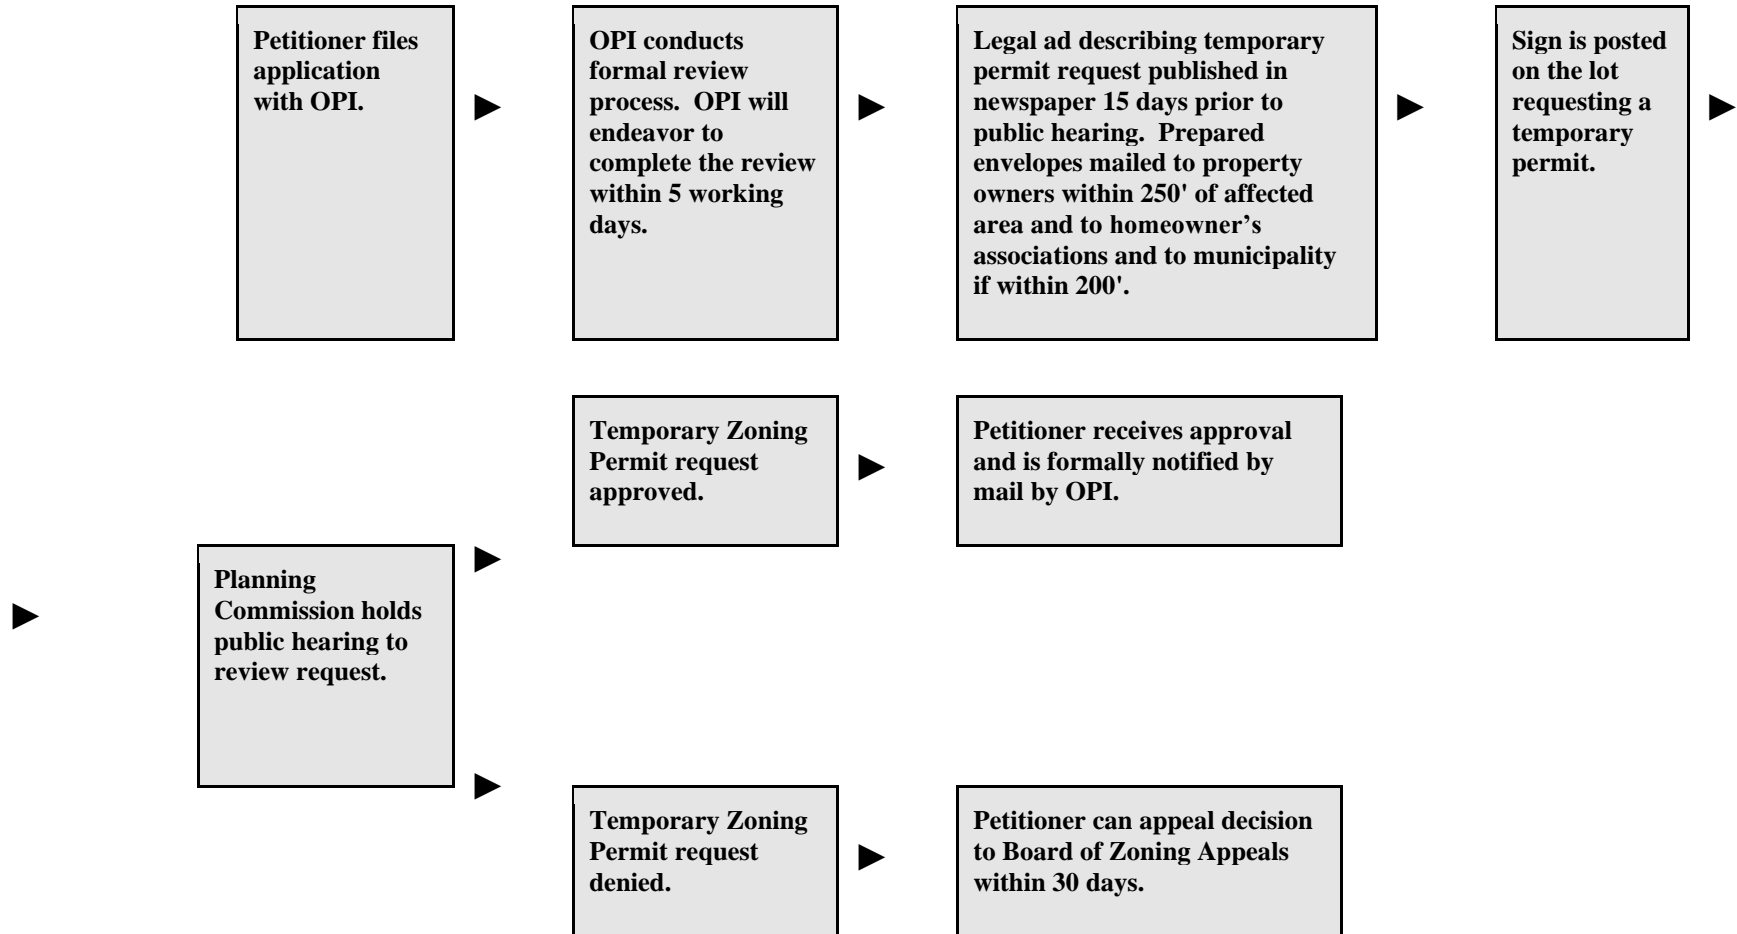 Petitioner files
application
with OPI.
OPI conducts
formal review
process.  OPI will
endeavor to
complete the review
within 5 working
days.
Legal ad describing temporary
permit request published in
newspaper 15 days prior to
public hearing.  Prepared
envelopes mailed to property
owners within 250' of affected
area and to homeowner’s
associations and to municipality
if within 200'.
Sign is posted
on the lot
requesting a
temporary
permit.
Planning
Commission holds
public hearing to
review request.
Temporary Zoning
Permit request
approved.
Petitioner receives approval
and is formally notified by
mail by OPI.
Temporary Zoning
Permit request
denied.
Petitioner can appeal decision
to Board of Zoning Appeals
within 30 days.